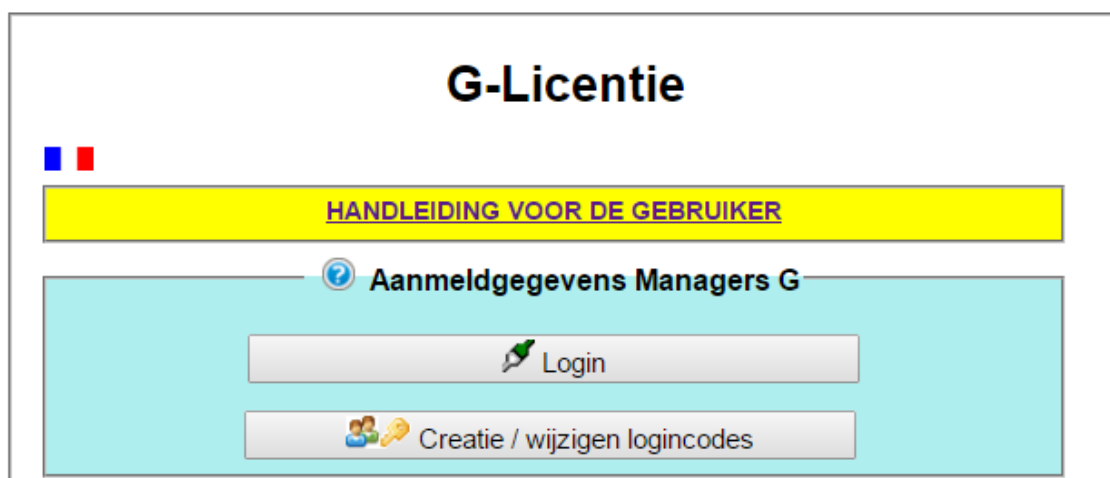 G-Licentie
HANDLEIDING VOOR DE GEBRUIKER
Aanmeldgegevens Managers G
Login
Creatie / wijzigen logincodes